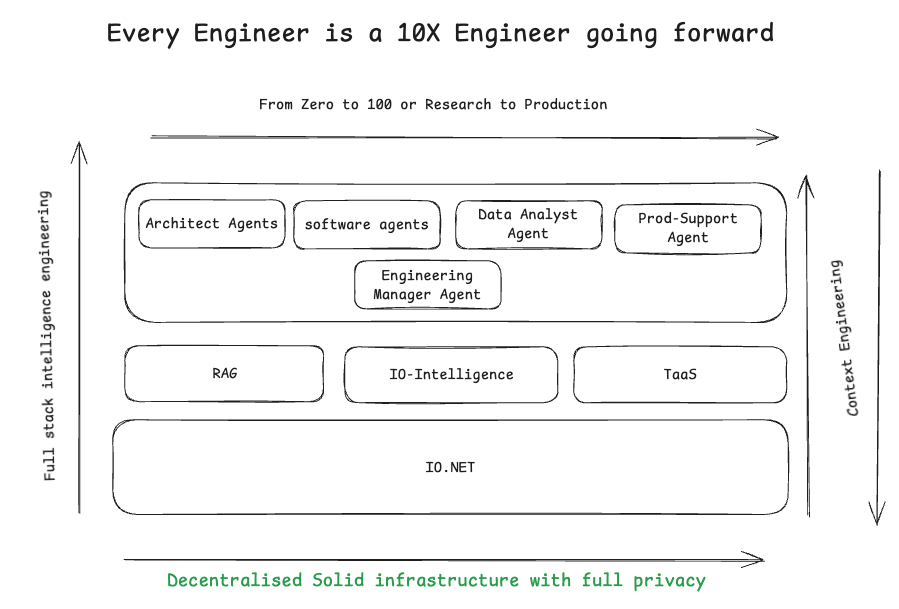 Every Engineer is a 10X Engineer going forward
From Zero to 100 or Research to Production
Full stack intelligence engineering
Architect Agents
software agents
Data Analyst
Agent
Prod-Support
Agent
Engineering
Manager Agent
Context Engineering
RAG
IO-Intelligence
TaaS
IO.NET
Decentralised Solid infrastructure with full privacy